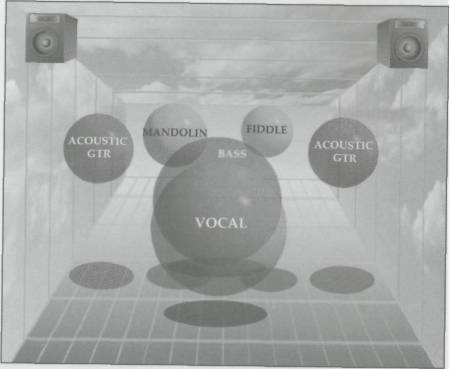 MANDOLIN
FIDDLE
ACOUSTIC
GTR
BASS
ACOUSTIC
GTR
VOCAL